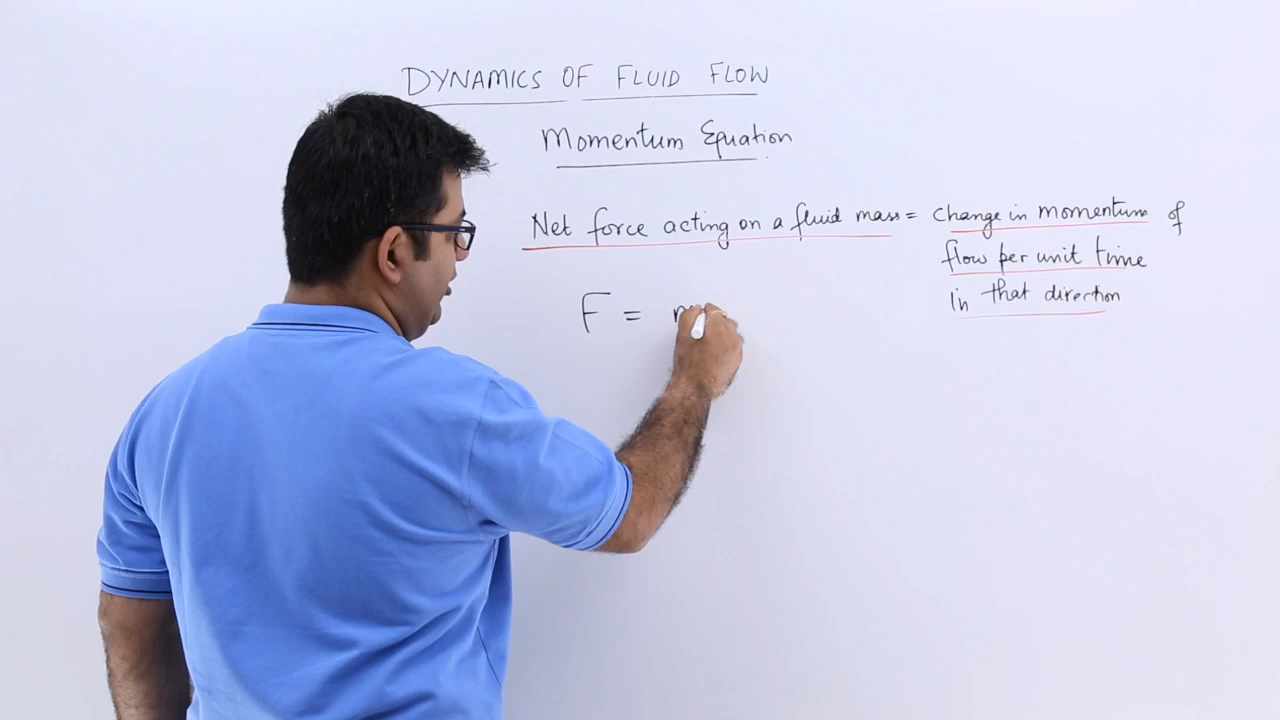 DYNAMICS OF FLUID FLOW
Momentum Equation
Net force acting on a fluid mass = change in momentum of
flow per unit time
in that direction
F = m